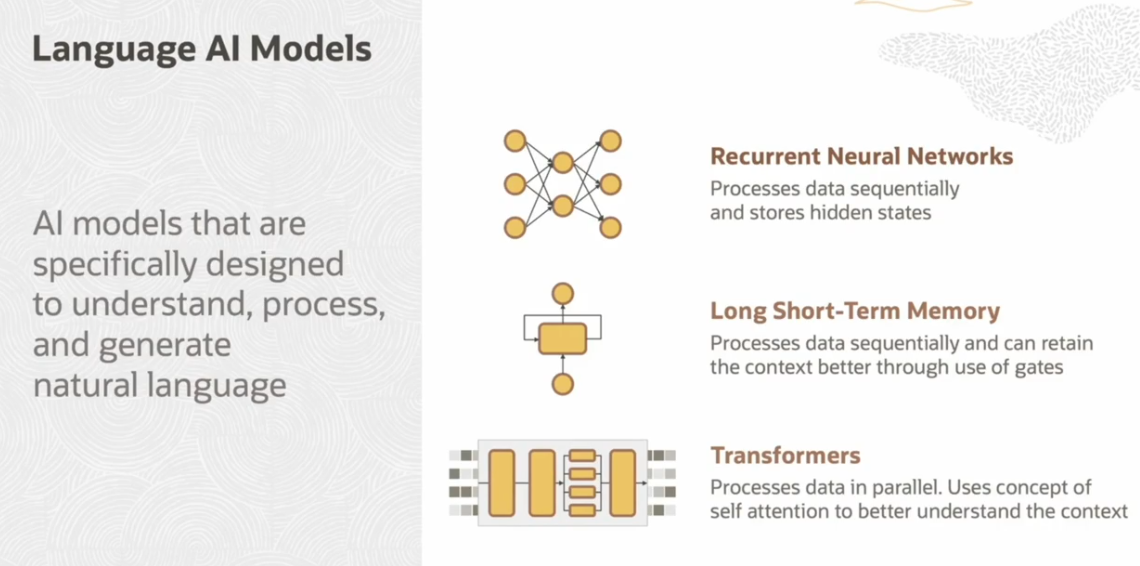 Language AI Models
AI models that are
specifically designed
to understand, process,
and generate
natural language
Recurrent Neural Networks
Processes data sequentially
and stores hidden states
Long Short-Term Memory
Processes data sequentially and can retain
the context better through use of gates
Transformers
Processes data in parallel. Uses concept of
self attention to better understand the context